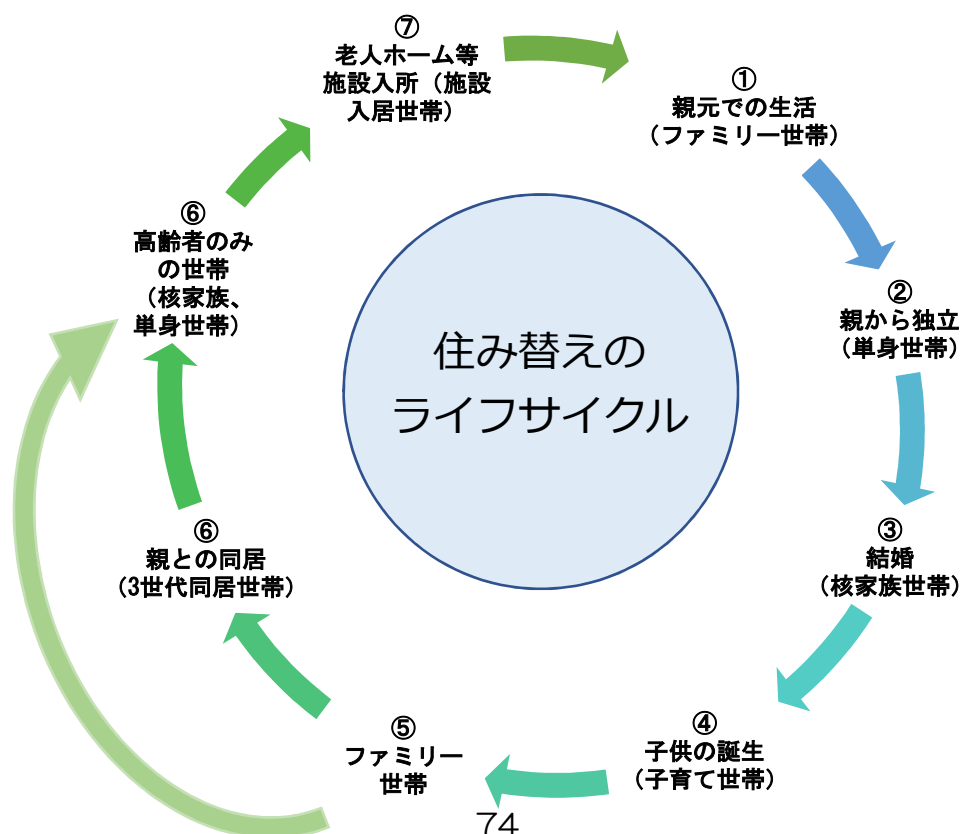 ⑦
老人ホーム等
施設入所（施設
入居世帯）
①
親元での生活
（ファミリー世帯）
②
親から独立
（単身世帯）
③
結婚
（核家族世帯）
④
子供の誕生
（子育て世帯）
⑤
ファミリー
世帯
⑥
親との同居
（3世代同居世帯）
⑥
高齢者のみ
の世帯
（核家族、
単身世帯）
住み替えの
ライフサイクル
74